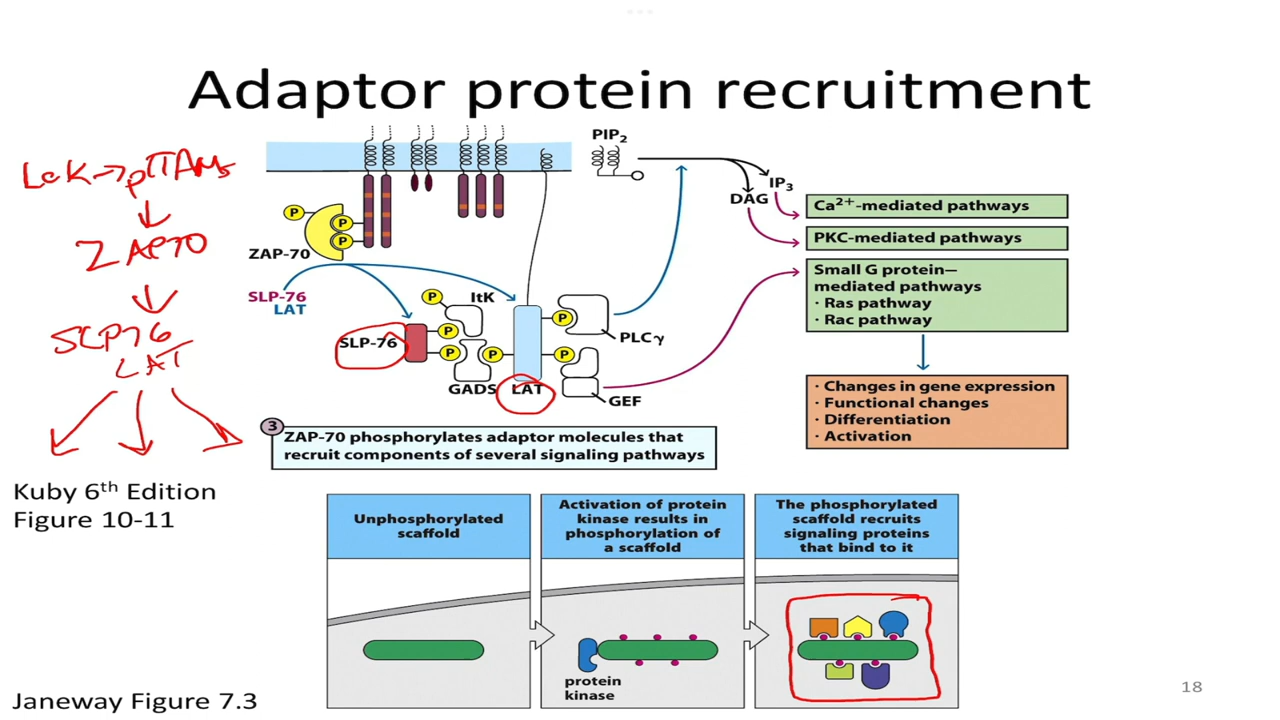 Adaptor protein recruitment
Lck → pITAMs
ZAP70
SLP76
LAT
Kuby 6th Edition
Figure 10-11
PIP2
IP3
DAG
P
P
P
ZAP-70
SLP-76
LAT
P
ItK
SLP-76
P
P
GADS
P
LAT
P
PLCγ
P
GEF
Ca2+-mediated pathways
PKC-mediated pathways
Small G protein—
mediated pathways
· Ras pathway
· Rac pathway
· Changes in gene expression
· Functional changes
· Differentiation
· Activation
3
ZAP-70 phosphorylates adaptor molecules that
recruit components of several signaling pathways
Unphosphorylated
scaffold
Activation of protein
kinase results in
phosphorylation of
a scaffold
The phosphorylated
scaffold recruits
signaling proteins
that bind to it
protein
kinase
Janeway Figure 7.3
18